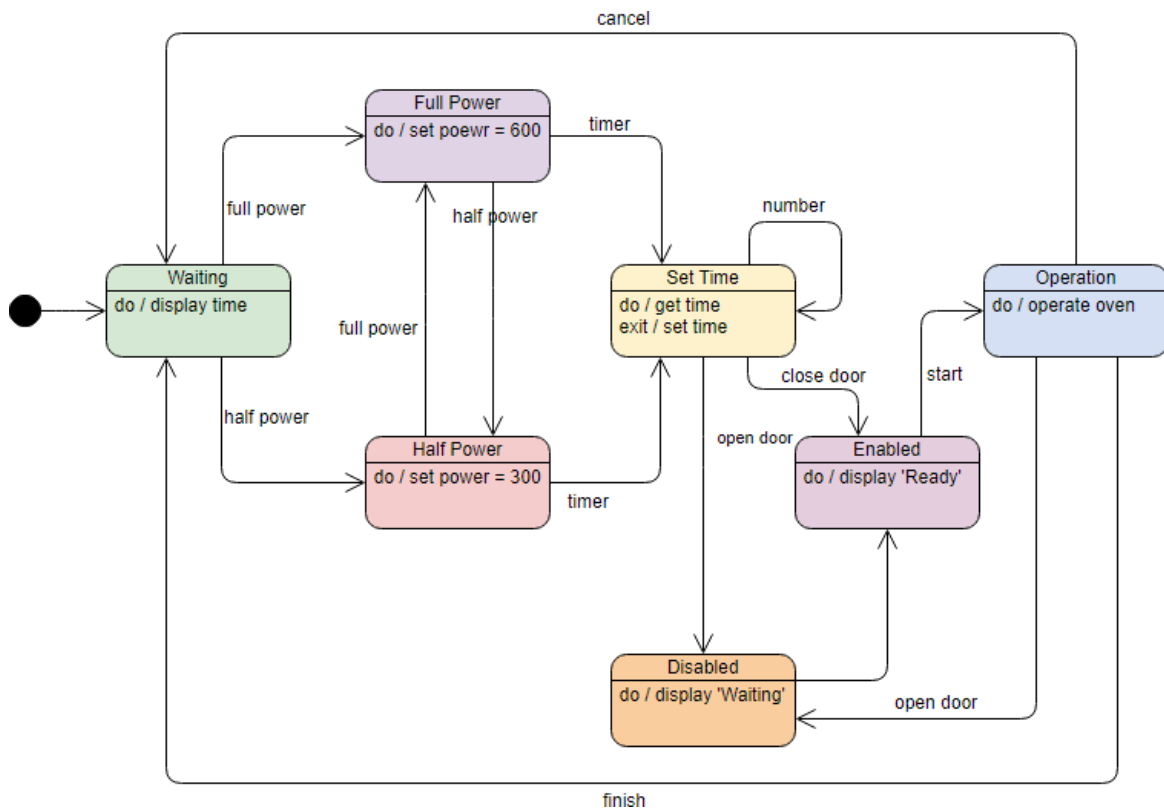 cancel
Full Power
do / set poewr = 600
timer
full power
half power
number
Waiting
do / display time
Set Time
do / get time
exit / set time
Operation
do / operate oven
full power
close door
start
half power
open door
Half Power
do / set power = 300
timer
Enabled
do / display 'Ready'
Disabled
do / display 'Waiting'
open door
finish